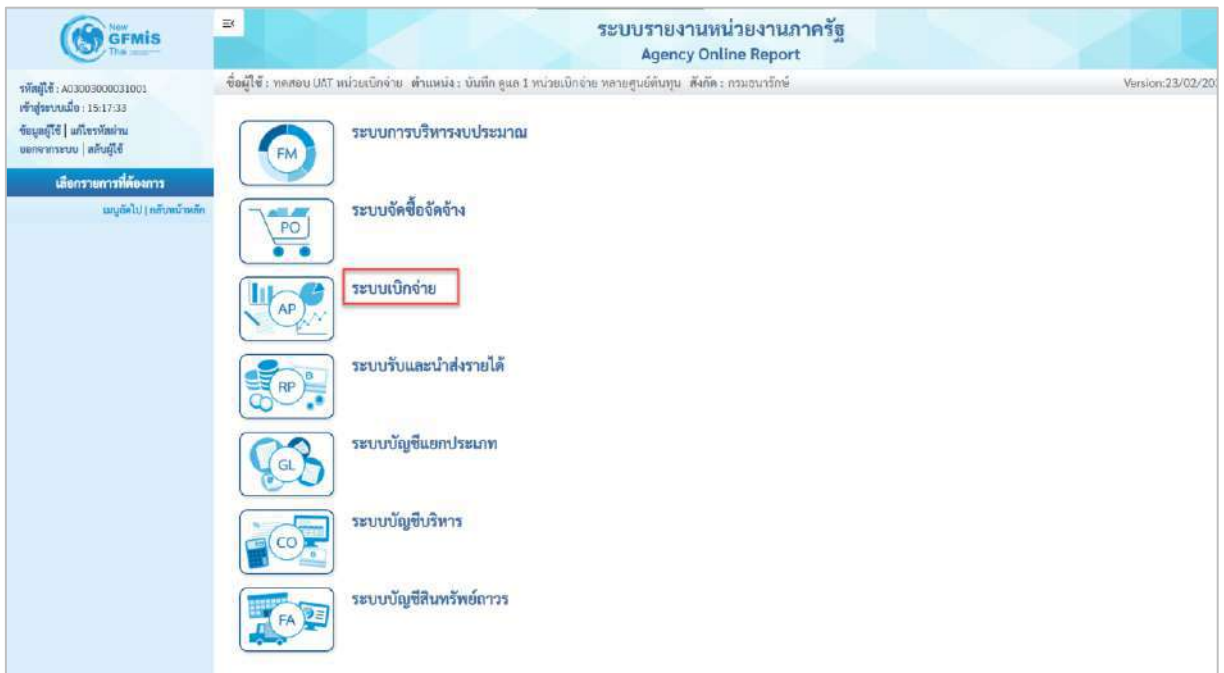 New
GFMiS
Thai
ระบบรายงานหน่วยงานภาครัฐ
Agency Online Report
รหัสผู้ใช้ : A03003000031001
เข้าสู่ระบบเมื่อ : 15:17:33
ข้อมูลผู้ใช้ | แก้ไขรหัสผ่าน
ออกจากระบบ | สลับผู้ใช้
เลือกรายการที่ต้องการ
เมนูถัดไป | กลับหน้าหลัก
ชื่อผู้ใช้ : ทดสอบ UAT หน่วยเบิกจ่าย ตำแหน่ง : บันทึก ดูแล 1 หน่วยเบิกจ่าย หลายศูนย์ต้นทุน สังกัด : กรมธนารักษ์
Version:23/02/20
FM
ระบบการบริหารงบประมาณ
PO
ระบบจัดซื้อจัดจ้าง
AP
ระบบเบิกจ่าย
RP
ระบบรับและนำส่งรายได้
GL
ระบบบัญชีแยกประเภท
CO
ระบบบัญชีบริหาร
FA
ระบบบัญชีสินทรัพย์ถาวร